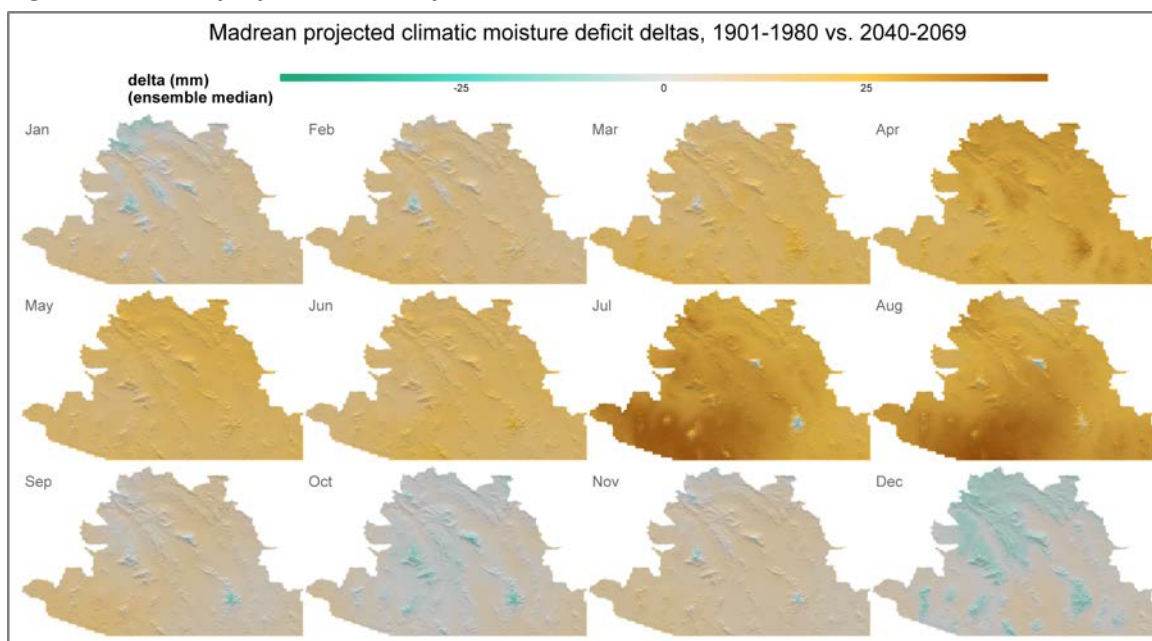 Madrean projected climatic moisture deficit deltas, 1901-1980 vs. 2040-2069
delta (mm)
(ensemble median)
-25
0
25
Jan
Feb
Mar
Apr
May
Jun
Jul
Aug
Sep
Oct
Nov
Dec